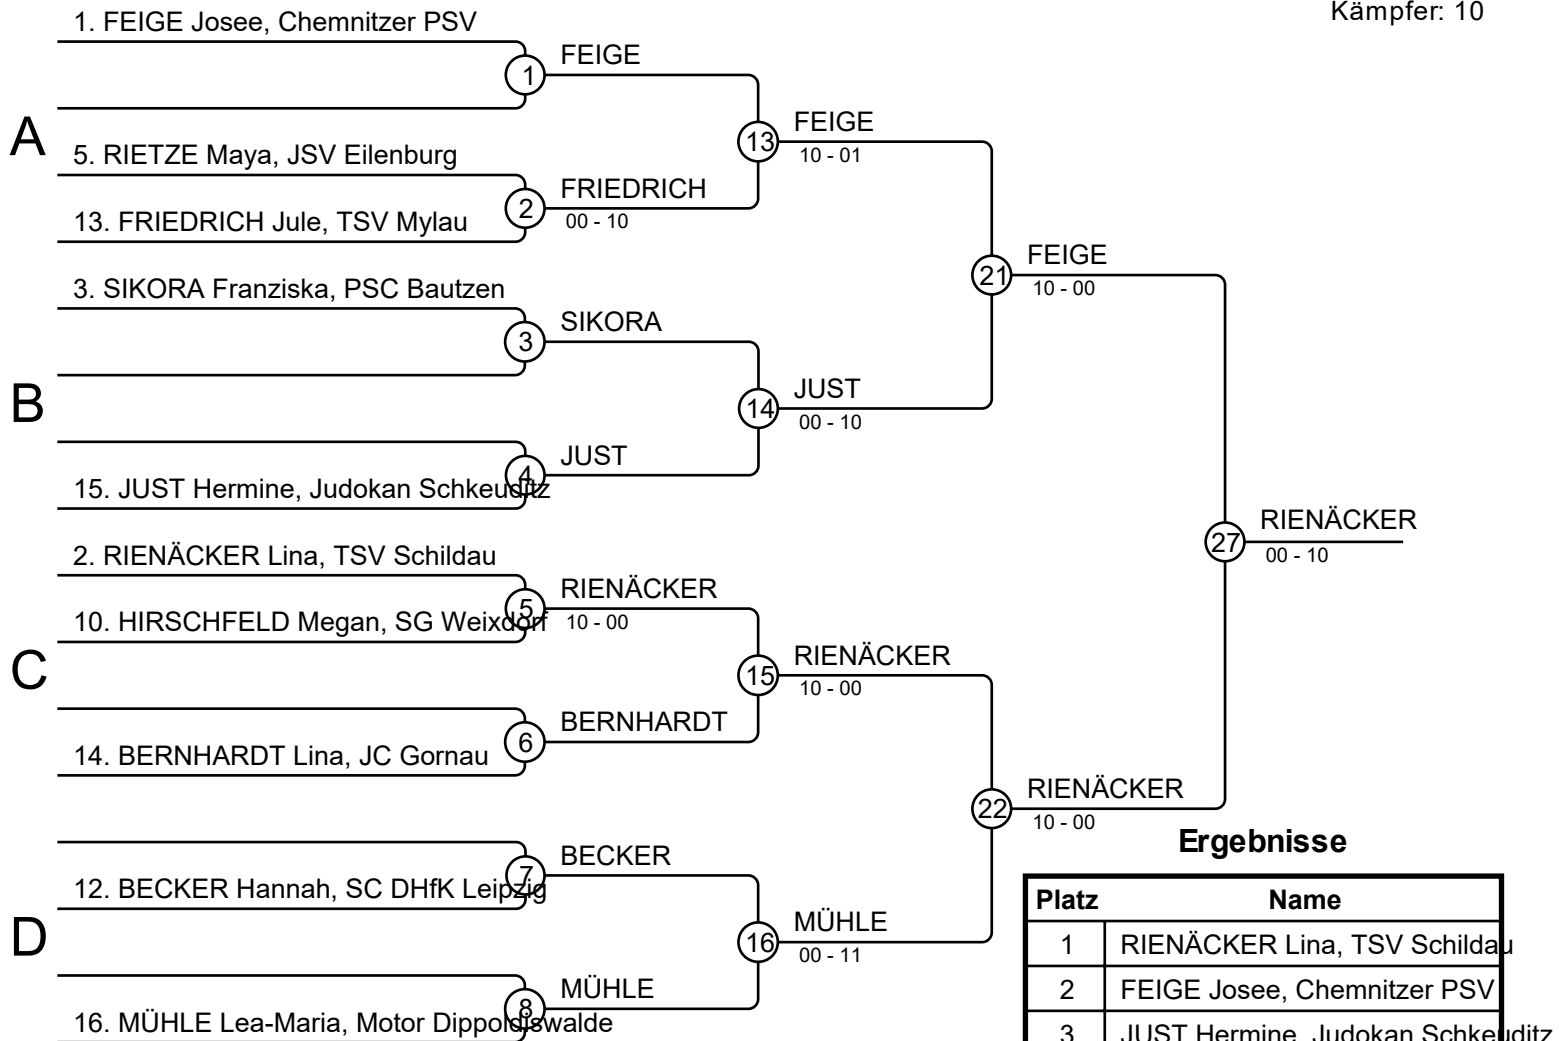 Kämpfer: 10
1. FEIGE Josee, Chemnitzer PSV
1
FEIGE
A
13
FEIGE
10 - 01
5. RIETZE Maya, JSV Eilenburg
2
FRIEDRICH
00 - 10
13. FRIEDRICH Jule, TSV Mylau
21
FEIGE
10 - 00
3. SIKORA Franziska, PSC Bautzen
3
SIKORA
B
14
JUST
00 - 10
4
JUST
15. JUST Hermine, Judokan Schkeuditz
27
RIENÄCKER
00 - 10
2. RIENÄCKER Lina, TSV Schildau
5
RIENÄCKER
10 - 00
10. HIRSCHFELD Megan, SG Weixdorf
C
15
RIENÄCKER
10 - 00
6
BERNHARDT
14. BERNHARDT Lina, JC Gornau
22
RIENÄCKER
10 - 00
7
BECKER
12. BECKER Hannah, SC DHfK Leipzig
D
16
MÜHLE
00 - 11
8
MÜHLE
16. MÜHLE Lea-Maria, Motor Dippoldiswalde
Ergebnisse
Platz Name
1 RIENÄCKER Lina, TSV Schildau
2 FEIGE Josee, Chemnitzer PSV
3 JUST Hermine, Judokan Schkeuditz